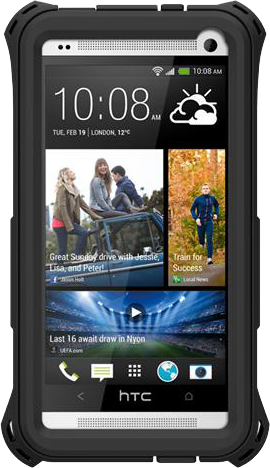 10:08 AM
10:08 AM
TUE, FEB 19 | LONDON, 12°C
Great Sunday drive with Jessie,
Lisa, and Peter!
Jason Holt
Train for
Success
Local News
Last 16 await draw in Nyon
UEFA.com
hTC